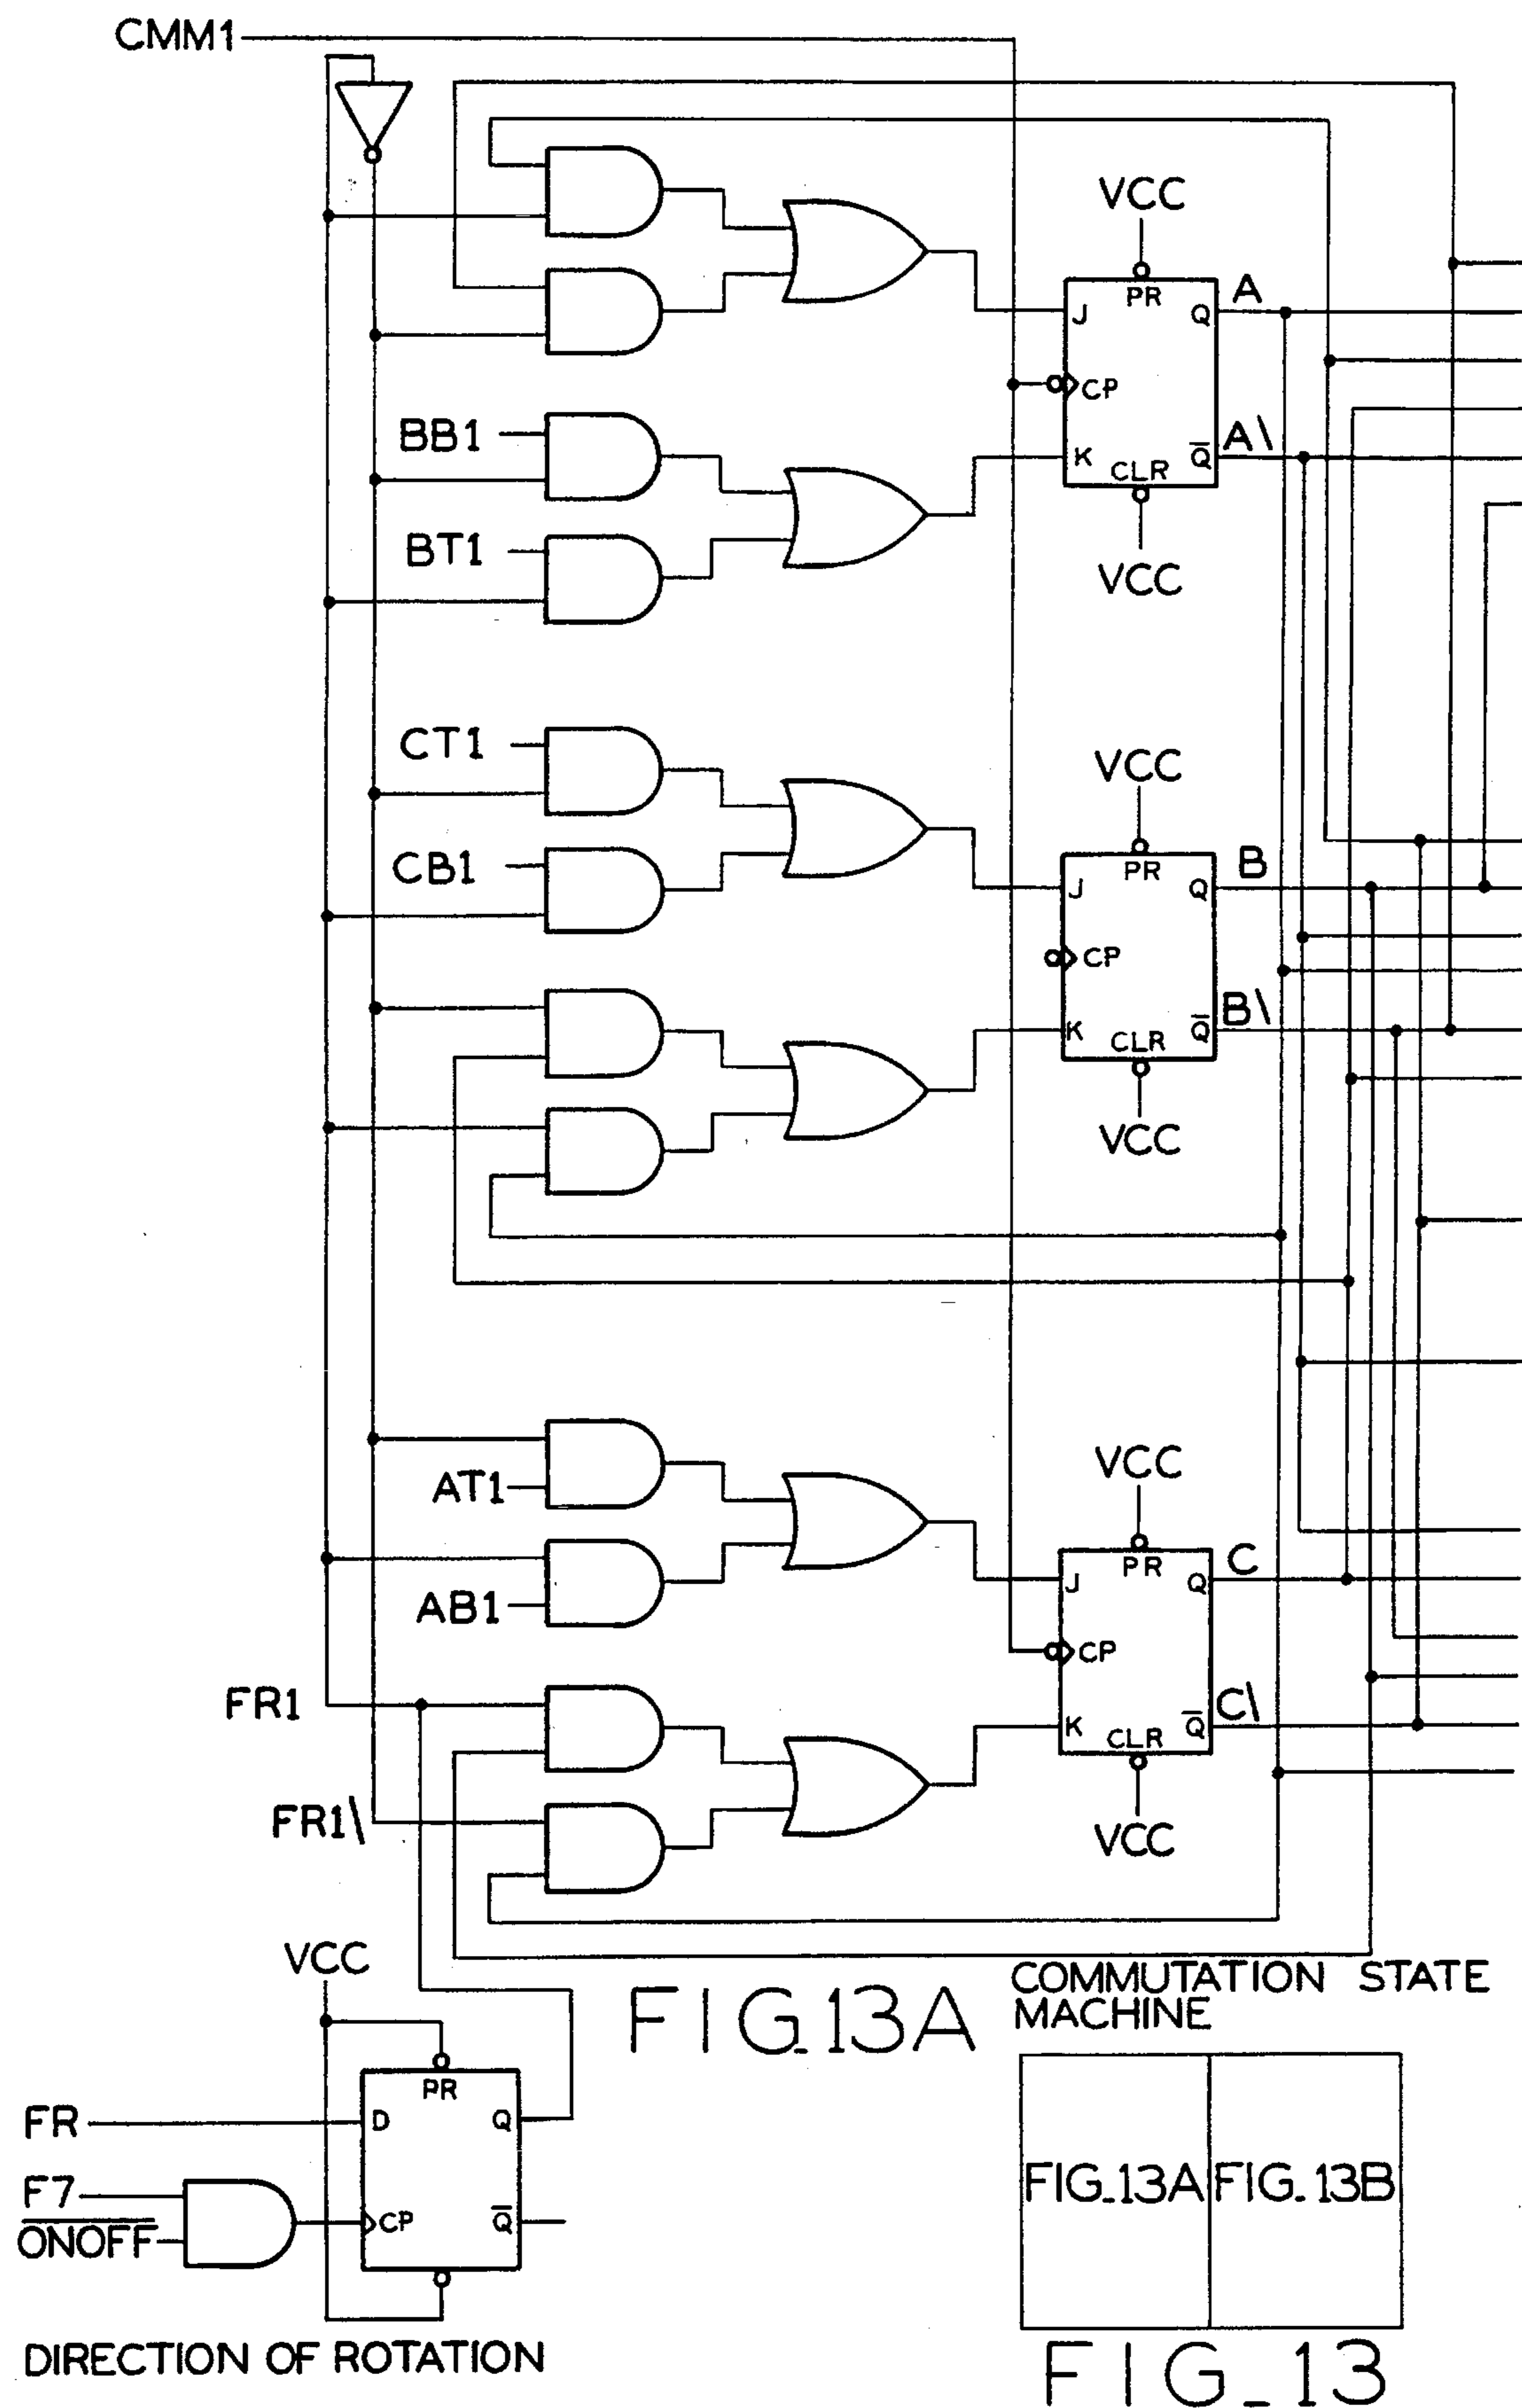 CMM1
VCC
PR
A
J
Q
CP
BB1
A\
K
Q̅
CLR
BT1
VCC
CT1
VCC
CB1
PR
B
J
Q
CP
B\
K
Q̅
CLR
VCC
VCC
AT1
PR
C
J
Q
AB1
CP
FR1
C\
K
Q̅
CLR
FR1\
VCC
VCC
FIG.13A
COMMUTATION STATE
MACHINE
PR
FR
D
Q
F7
O̅N̅O̅F̅F̅
CP
Q̅
FIG.13A
FIG.13B
DIRECTION OF ROTATION
FIG.13